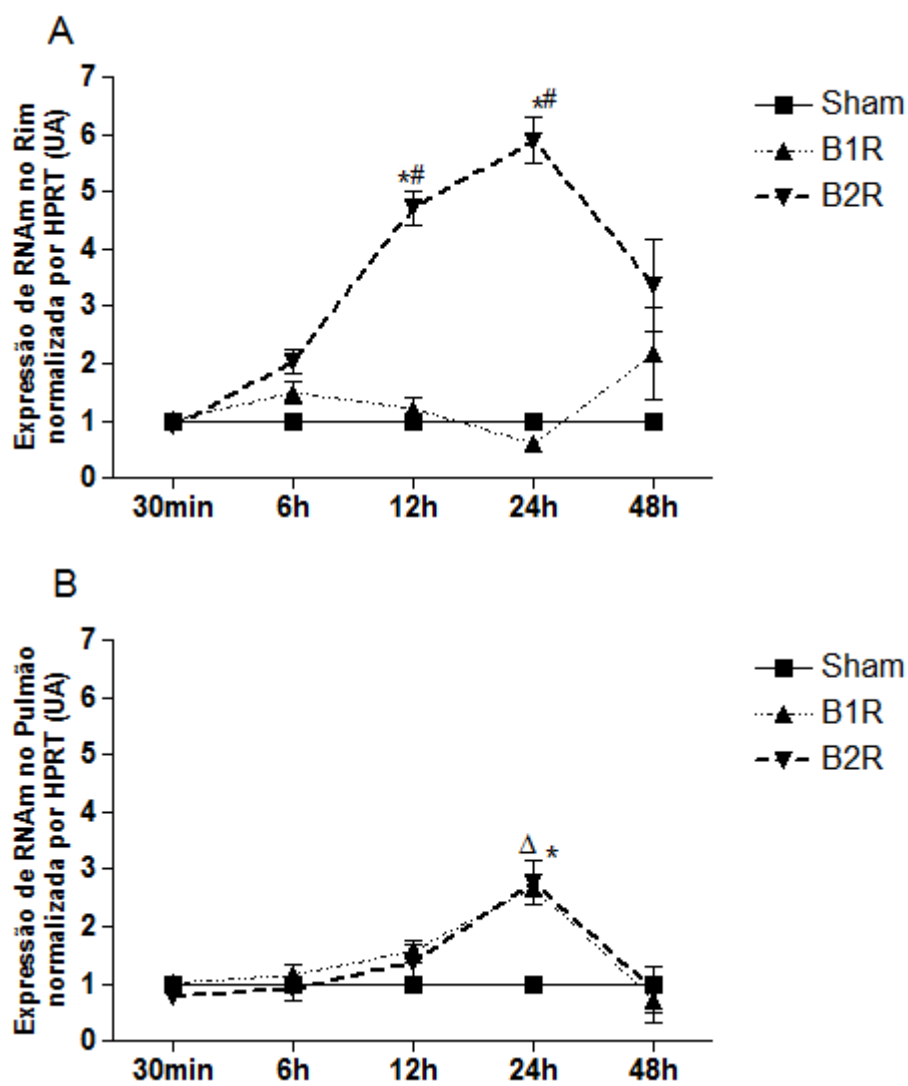 A
Expressão de RNAm no Rim
normalizada por HPRT (UA)
7
6
5
4
3
2
1
0
*#
*#
30min 6h 12h 24h 48h
Sham
B1R
B2R
B
Expressão de RNAm no Pulmão
normalizada por HPRT (UA)
7
6
5
4
3
2
1
0
Δ *
30min 6h 12h 24h 48h
Sham
B1R
B2R